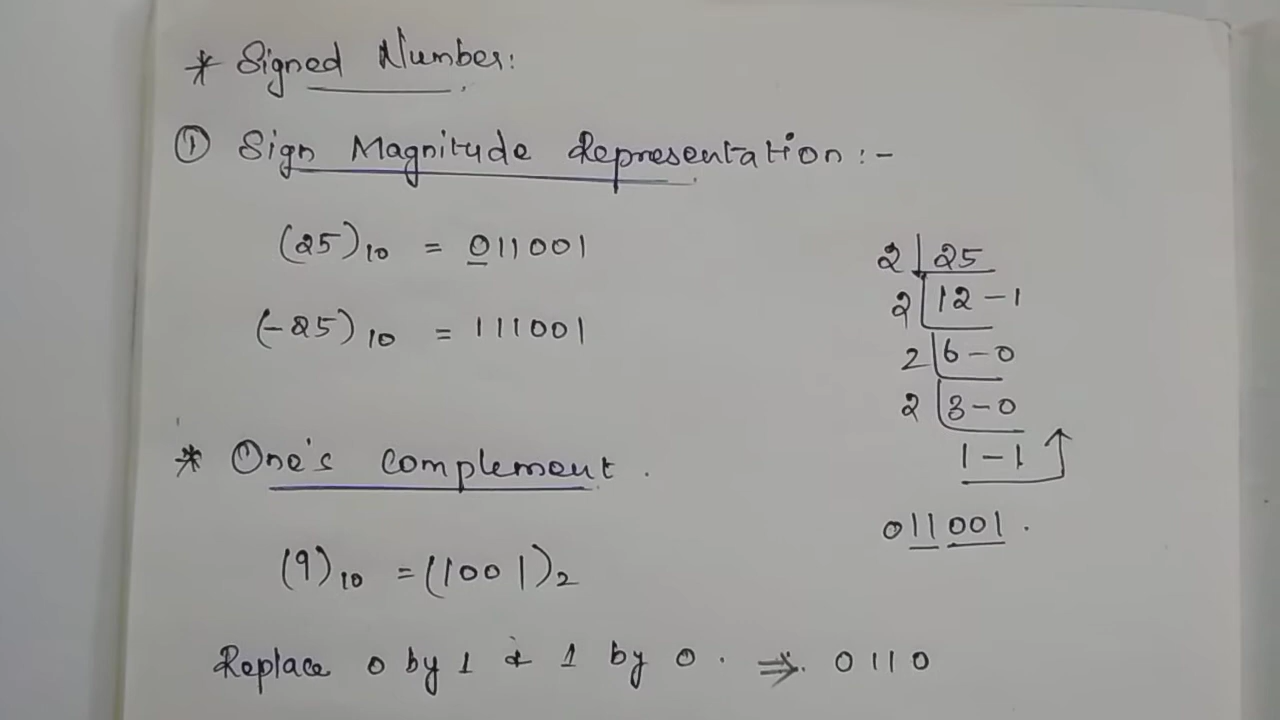 * Signed Number:
① Sign Magnitude Representation :-
(25)₁₀ = 011001
(-25)₁₀ = 111001
2 | 25
2 | 12 - 1
2 | 6 - 0
2 | 3 - 0
1 - 1
011001 .
* One's complement .
(9)₁₀ = (1001)₂
Replace 0 by 1 & 1 by 0 . ⇒ 0110